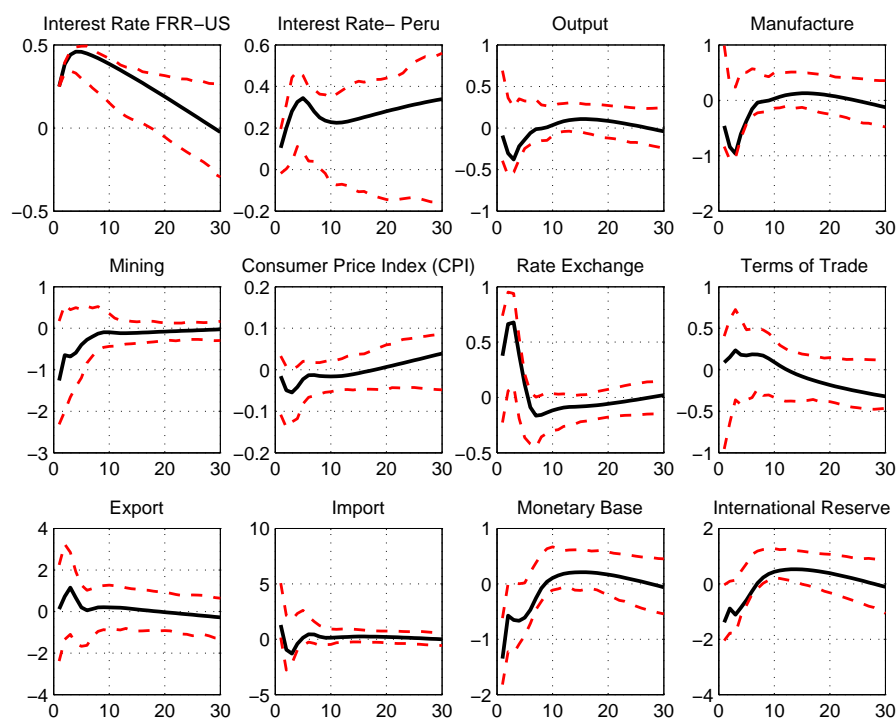 Interest Rate FRR−US
Interest Rate− Peru
Output
Manufacture
0.5
0
−0.5
0 10 20 30
0.6
0.4
0.2
0
−0.2
0 10 20 30
1
0.5
0
−0.5
−1
0 10 20 30
1
0
−1
−2
0 10 20 30
Mining
Consumer Price Index (CPI)
Rate Exchange
Terms of Trade
1
0
−1
−2
−3
0 10 20 30
0.2
0.1
0
−0.1
−0.2
0 10 20 30
1
0.5
0
−0.5
0 10 20 30
1
0.5
0
−0.5
−1
0 10 20 30
Export
Import
Monetary Base
International Reserve
4
2
0
−2
−4
0 10 20 30
10
5
0
−5
0 10 20 30
1
0
−1
−2
0 10 20 30
2
0
−2
−4
0 10 20 30